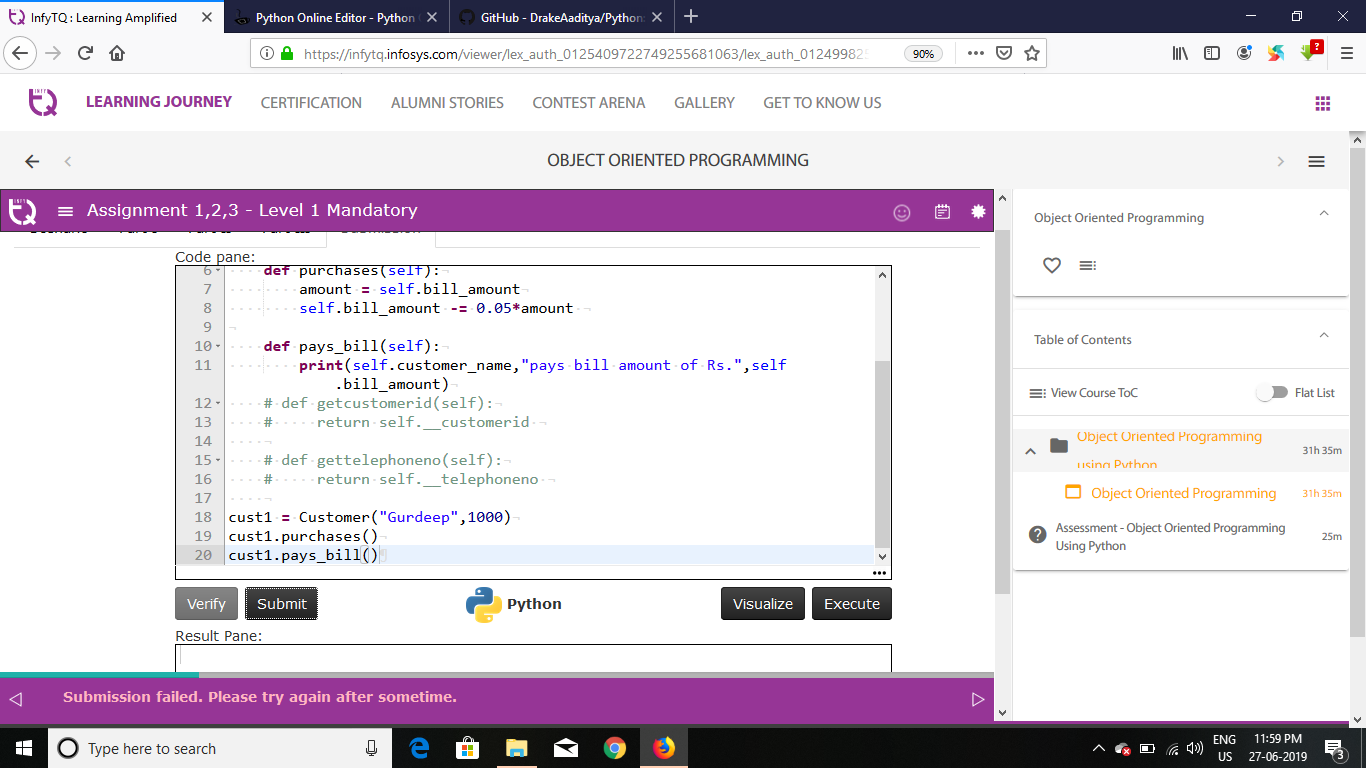 InfyTQ : Learning Amplified
Python Online Editor - Python
GitHub - DrakeAaditya/Python
https://infytq.infosys.com/viewer/lex_auth_0125409722749255681063/lex_auth_01249982
90%
?
INFY
TQ
LEARNING JOURNEY
CERTIFICATION
ALUMNI STORIES
CONTEST ARENA
GALLERY
GET TO KNOW US
OBJECT ORIENTED PROGRAMMING
Assignment 1,2,3 - Level 1 Mandatory
Code pane:
6 def purchases(self):
7 amount = self.bill_amount
8 self.bill_amount -= 0.05*amount
9
10 def pays_bill(self):
11 print(self.customer_name,"pays bill amount of Rs.",self
.bill_amount)
12 # def getcustomerid(self):
13 # return self.__customerid
14
15 # def gettelephoneno(self):
16 # return self.__telephoneno
17
18 cust1 = Customer("Gurdeep",1000)
19 cust1.purchases()
20 cust1.pays_bill()
Verify
Submit
Python
Visualize
Execute
Result Pane:
Submission failed. Please try again after sometime.
Object Oriented Programming
Table of Contents
View Course ToC
Flat List
Object Oriented Programming
using Python
31h 35m
Object Oriented Programming
31h 35m
Assessment - Object Oriented Programming
Using Python
25m
Type here to search
ENG
US
11:59 PM
27-06-2019
3